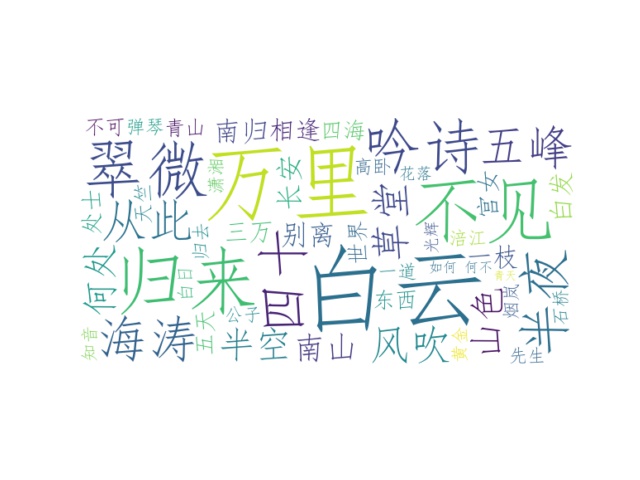 不可 弹琴 青山 南归 相逢 四海
翠微 万里 吟诗 五峰
潇湘 长安 高卧 花落
处士 天竺 从此 归去 三万 别离 世界 草堂 光辉 不见 宫女 白发
何处 归来 四十 白云 涪江 一枝
白日 一道 如何 何不 青天
东西 山色 烟岚 半夜 石桥
海涛 五天 公子 半空 南山 风吹 黄金 先生
知音